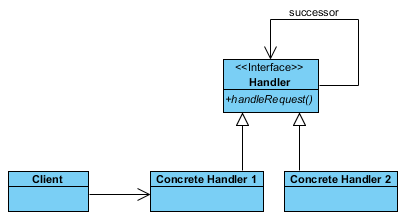 successor
<<Interface>>
Handler
+handleRequest()
Client
Concrete Handler 1
Concrete Handler 2